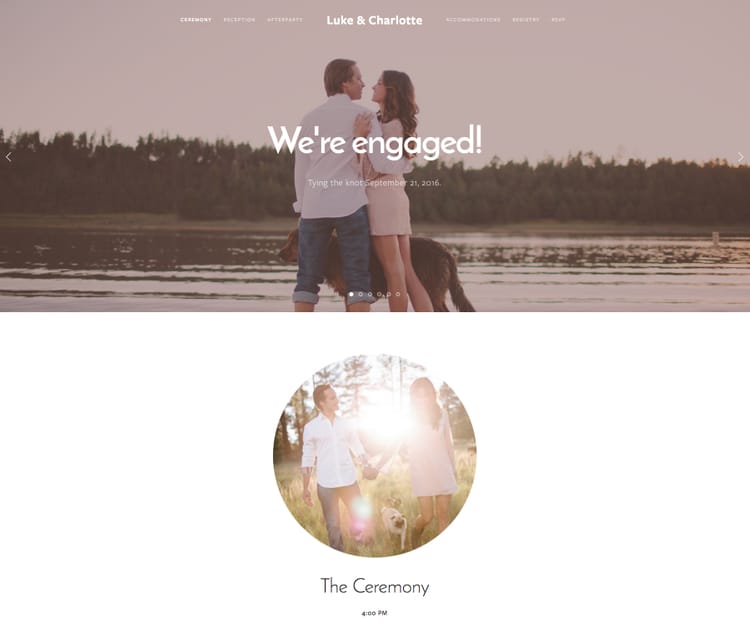 CEREMONY RECEPTION AFTERPARTY Luke & Charlotte ACCOMMODATIONS REGISTRY RSVP
We're engaged!
Tying the knot September 21, 2016.
The Ceremony
4:00 PM